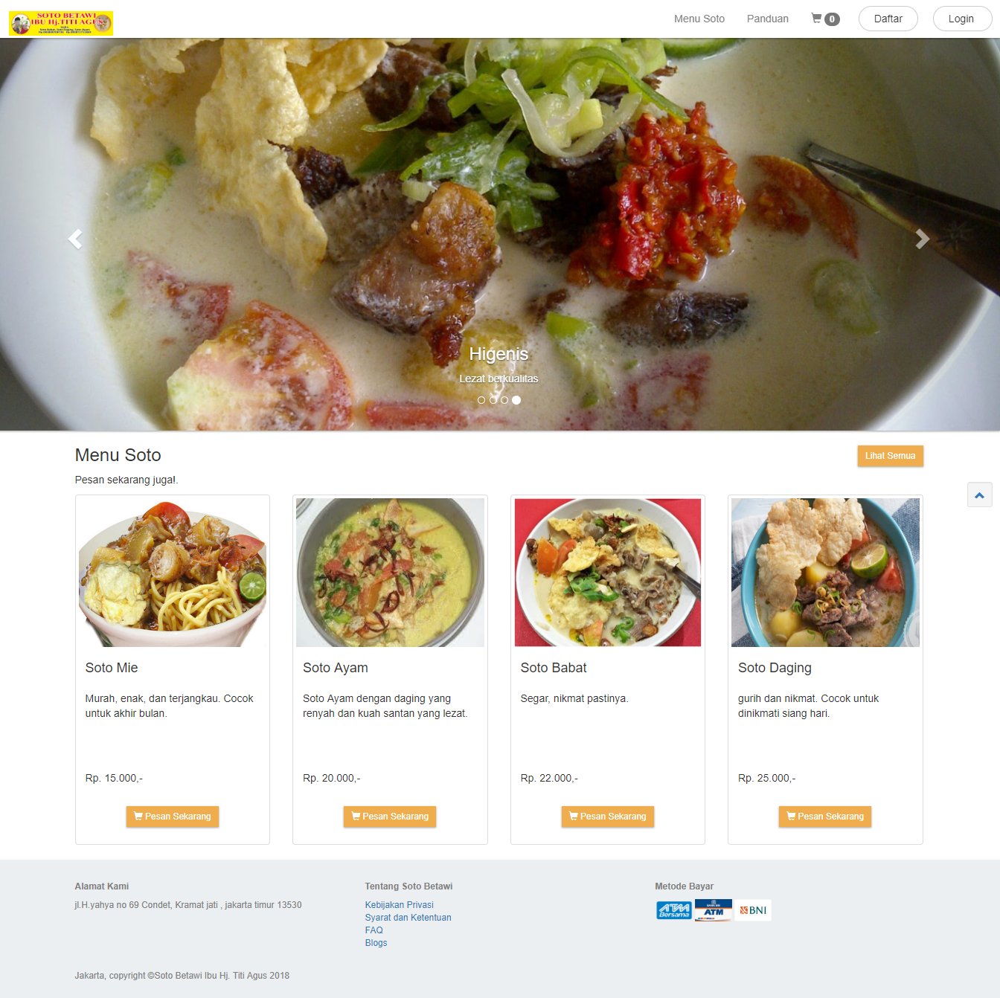 SOTO BETAWI
IBU Hj.TITI AGUS
Menu Soto
Panduan
0
Daftar
Login
Higenis
Lezat berkualitas
Menu Soto
Lihat Semua
Pesan sekarang juga!.
Soto Mie
Murah, enak, dan terjangkau. Cocok
untuk akhir bulan.
Rp. 15.000,-
Pesan Sekarang
Soto Ayam
Soto Ayam dengan daging yang
renyah dan kuah santan yang lezat.
Rp. 20.000,-
Pesan Sekarang
Soto Babat
Segar, nikmat pastinya.
Rp. 22.000,-
Pesan Sekarang
Soto Daging
gurih dan nikmat. Cocok untuk
dinikmati siang hari.
Rp. 25.000,-
Pesan Sekarang
Alamat Kami
jl.H.yahya no 69 Condet, Kramat jati , jakarta timur 13530
Tentang Soto Betawi
Kebijakan Privasi
Syarat dan Ketentuan
FAQ
Blogs
Metode Bayar
ATM
Bersama
ATM
BNI
Jakarta, copyright ©Soto Betawi Ibu Hj. Titi Agus 2018